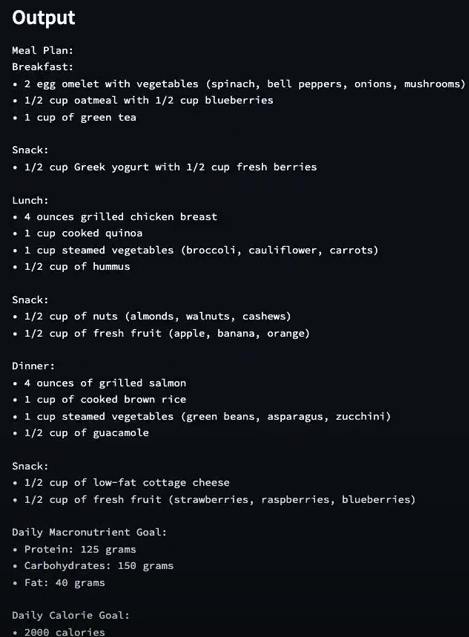 Output
Meal Plan:
Breakfast:
• 2 egg omelet with vegetables (spinach, bell peppers, onions, mushrooms)
• 1/2 cup oatmeal with 1/2 cup blueberries
• 1 cup of green tea
Snack:
• 1/2 cup Greek yogurt with 1/2 cup fresh berries
Lunch:
• 4 ounces grilled chicken breast
• 1 cup cooked quinoa
• 1 cup steamed vegetables (broccoli, cauliflower, carrots)
• 1/2 cup of hummus
Snack:
• 1/2 cup of nuts (almonds, walnuts, cashews)
• 1/2 cup of fresh fruit (apple, banana, orange)
Dinner:
• 4 ounces of grilled salmon
• 1 cup of cooked brown rice
• 1 cup steamed vegetables (green beans, asparagus, zucchini)
• 1/2 cup of guacamole
Snack:
• 1/2 cup of low-fat cottage cheese
• 1/2 cup of fresh fruit (strawberries, raspberries, blueberries)
Daily Macronutrient Goal:
• Protein: 125 grams
• Carbohydrates: 150 grams
• Fat: 40 grams
Daily Calorie Goal:
• 2000 calories